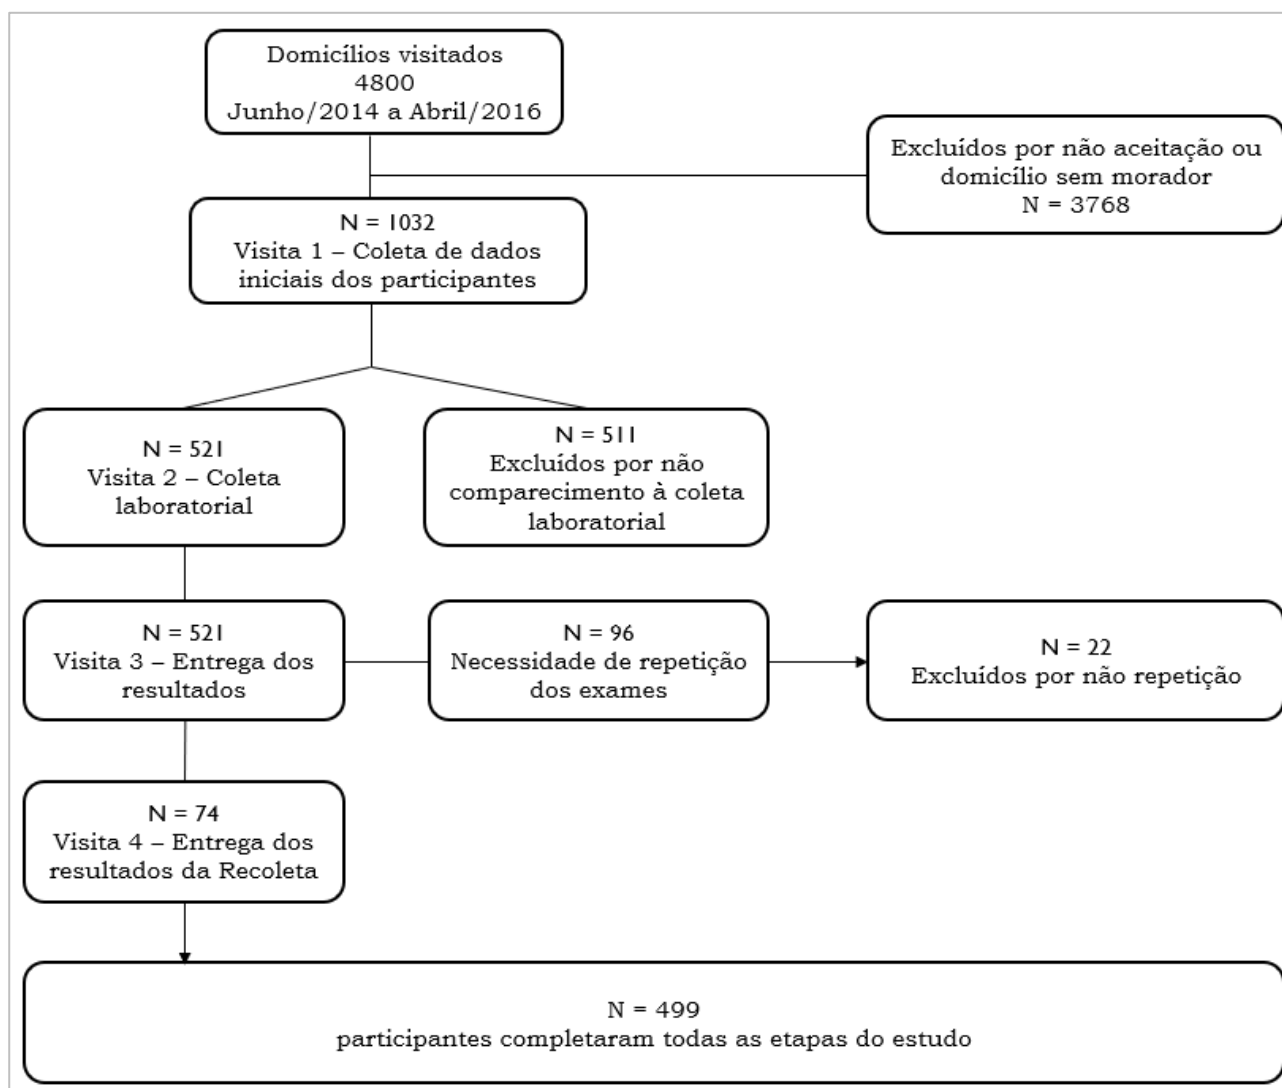 Domicílios visitados
4800
Junho/2014 a Abril/2016
Excluídos por não aceitação ou
domicílio sem morador
N = 3768
N = 1032
Visita 1 – Coleta de dados
iniciais dos participantes
N = 521
Visita 2 – Coleta
laboratorial
N = 511
Excluídos por não
comparecimento à coleta
laboratorial
N = 521
Visita 3 – Entrega dos
resultados
N = 96
Necessidade de repetição
dos exames
N = 22
Excluídos por não repetição
N = 74
Visita 4 – Entrega dos
resultados da Recoleta
N = 499
participantes completaram todas as etapas do estudo